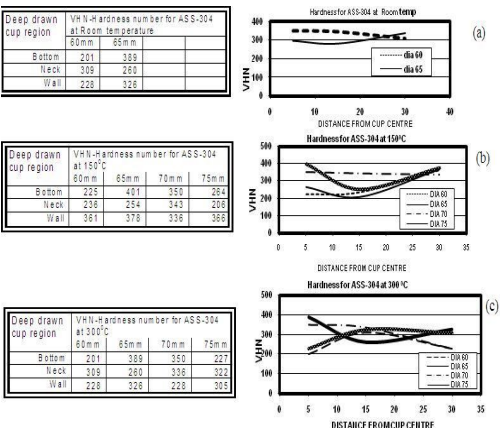 Deep drawn cup region VHN-Hardness number for ASS-304 at Room temperature
60mm 65mm
Bottom 201 389
Neck 309 260
Wall 228 326
Hardness for ASS-304 at Room temp
(a)
VHN
400
300
200
100
0
dia 60
dia 65
0 10 20 30 40
DISTANCE FROM CUP CENTRE
Deep drawn cup region VHN-Hardness number for ASS-304 at 150°C
60mm 65mm 70mm 75mm
Bottom 225 401 350 264
Neck 236 254 343 206
Wall 361 378 336 366
Hardness for ASS-304 at 150°C
(b)
VHN
500
400
300
200
100
0
DIA 60
DIA 65
DIA 70
DIA 75
0 5 10 15 20 25 30 35
DISTANCE FROM CUP CENTRE
Deep drawn cup region VHN-Hardness number for ASS-304 at 300°C
60mm 65mm 70mm 75mm
Bottom 201 389 350 227
Neck 309 260 336 322
Wall 228 326 228 305
Hardness for ASS-304 at 300 °C
(c)
VHN
500
400
300
200
100
0
DIA 60
DIA 65
DIA 70
DIA 75
0 5 10 15 20 25 30 35
DISTANCE FROM CUP CENTRE